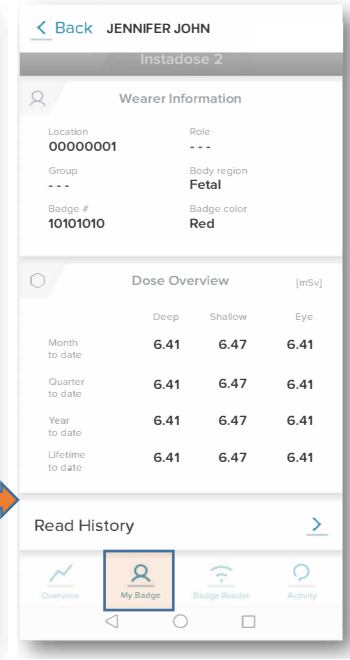 Back JENNIFER JOHN
Instadose 2
Wearer Information
Location Role
00000001 - - -
Group Body region
- - - Fetal
Badge # Badge color
10101010 Red
Dose Overview [mSv]
Deep Shallow Eye
Month to date 6.41 6.47 6.41
Quarter to date 6.41 6.47 6.41
Year to date 6.41 6.47 6.41
Lifetime to date 6.41 6.47 6.41
Read History
Overview My Badge Badge Reader Activity